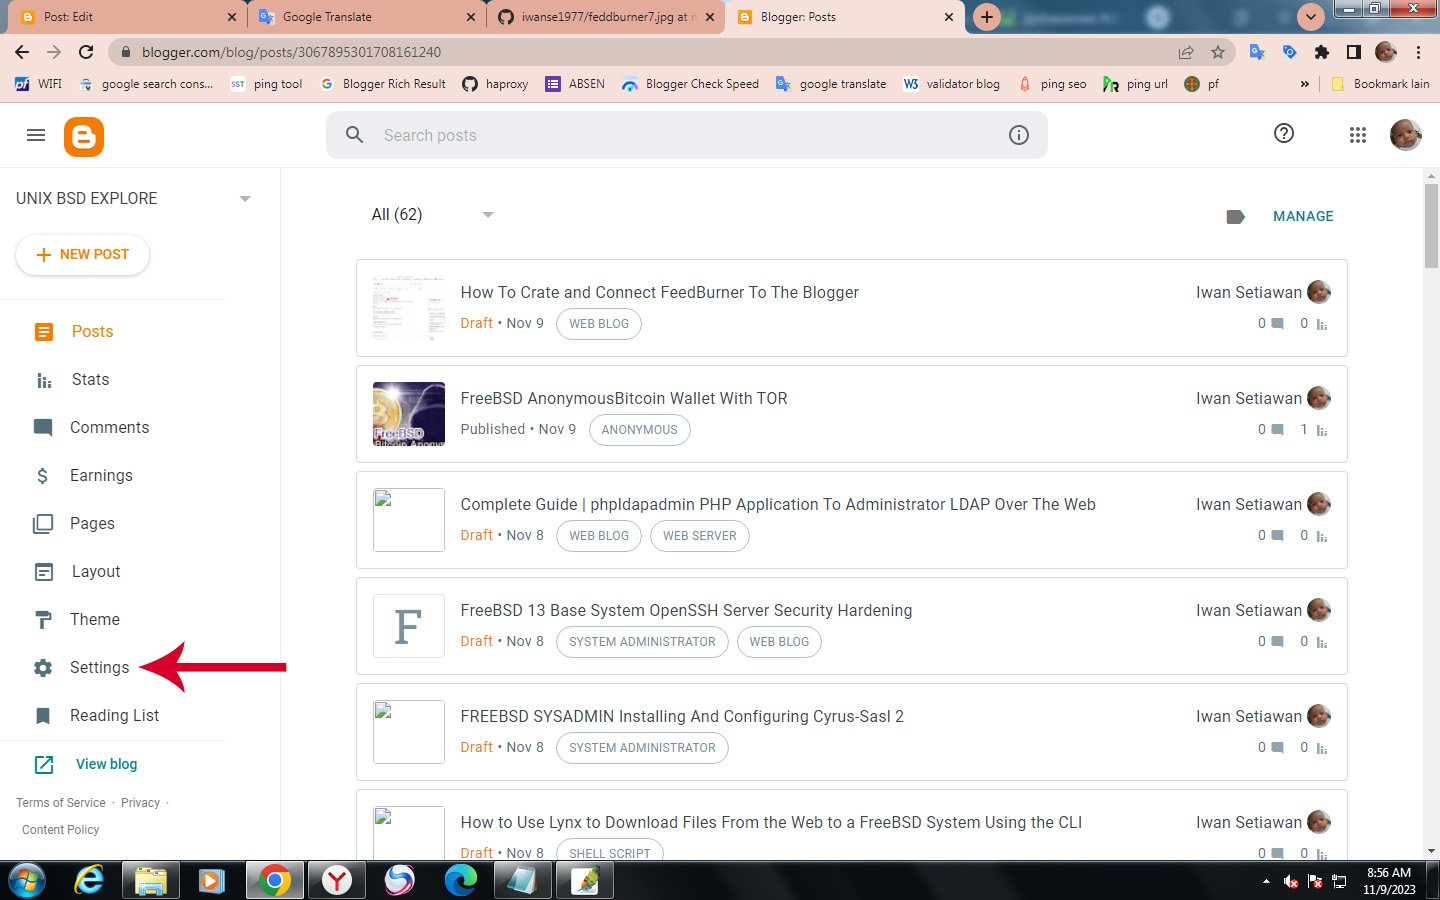 Post: Edit
Google Translate
iwanse1977/feddburner7.jpg at n
Blogger: Posts
blogger.com/blog/posts/3067895301708161240
WIFI
google search cons...
SST
ping tool
G
Blogger Rich Result
haproxy
ABSEN
Blogger Check Speed
google translate
W3
validator blog
ping seo
ping url
pf
»
Bookmark lain
Search posts
UNIX BSD EXPLORE
NEW POST
Posts
Stats
Comments
Earnings
Pages
Layout
Theme
Settings
Reading List
View blog
Terms of Service · Privacy ·
Content Policy
All (62)
MANAGE
How To Crate and Connect FeedBurner To The Blogger
Iwan Setiawan
Draft • Nov 9
WEB BLOG
0
0
FreeBSD AnonymousBitcoin Wallet With TOR
Iwan Setiawan
FreeBSD
Published • Nov 9
ANONYMOUS
0
1
Complete Guide | phpldapadmin PHP Application To Administrator LDAP Over The Web
Iwan Setiawan
Draft • Nov 8
WEB BLOG
WEB SERVER
0
0
F
FreeBSD 13 Base System OpenSSH Server Security Hardening
Iwan Setiawan
Draft • Nov 8
SYSTEM ADMINISTRATOR
WEB BLOG
0
0
FREEBSD SYSADMIN Installing And Configuring Cyrus-Sasl 2
Iwan Setiawan
Draft • Nov 8
SYSTEM ADMINISTRATOR
0
0
How to Use Lynx to Download Files From the Web to a FreeBSD System Using the CLI
Iwan Setiawan
Draft • Nov 8
SHELL SCRIPT
0
0
8:56 AM
11/9/2023